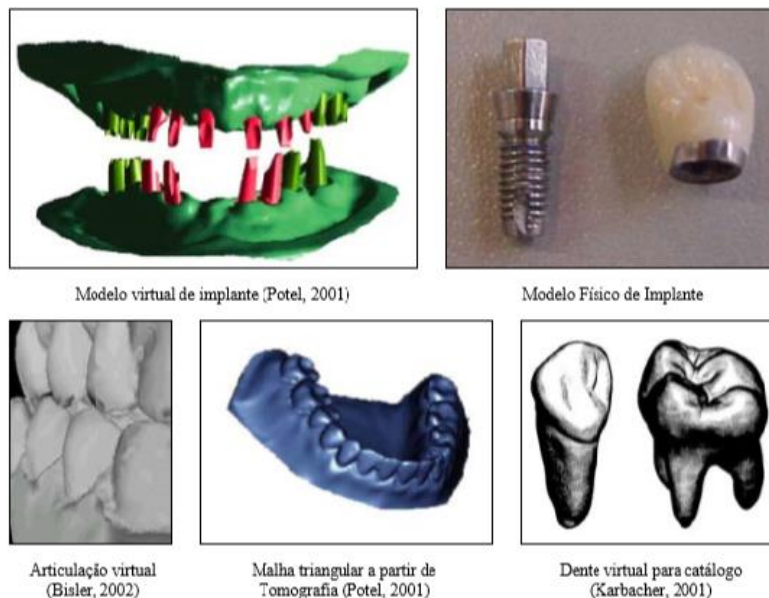 Modelo virtual de implante (Potel, 2001)
Modelo Físico de Implante
Articulação virtual
(Bisler, 2002)
Malha triangular a partir de
Tomografia (Potel, 2001)
Dente virtual para catálogo
(Karbacher, 2001)